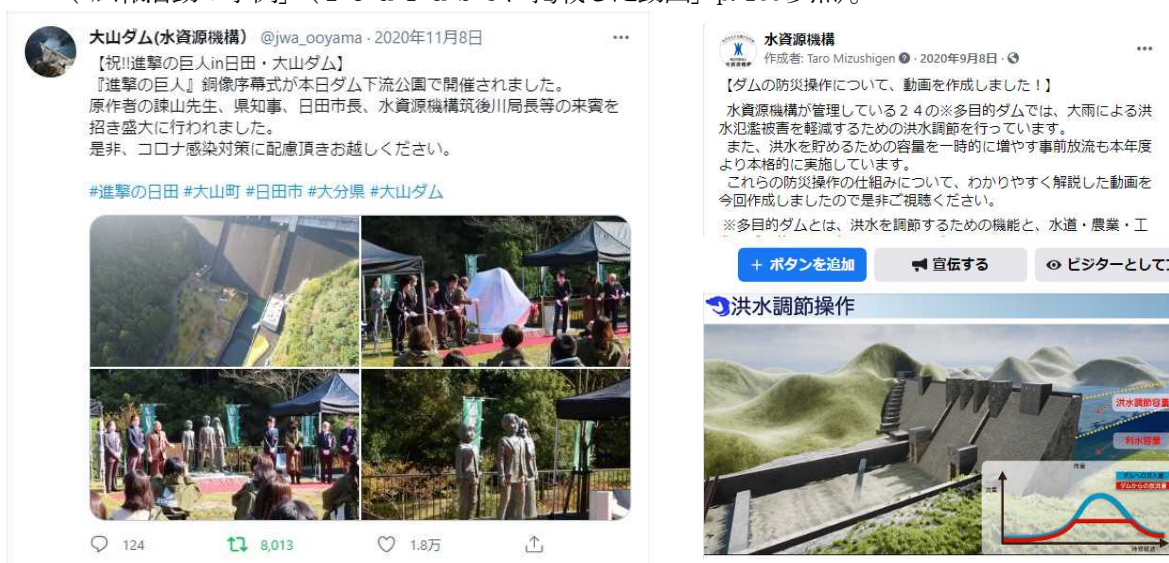 大山ダム(水資源機構) @jwa_ooyama · 2020年11月8日
【祝!!進撃の巨人in日田・大山ダム】
『進撃の巨人』銅像序幕式が本日ダム下流公園で開催されました。
原作者の諫山先生、県知事、日田市長、水資源機構筑後川局長等の来賓を
招き盛大に行われました。
是非、コロナ感染対策に配慮頂きお越しください。
#進撃の日田 #大山町 #日田市 #大分県 #大山ダム
124 8,013 1.8万
水資源機構
作成者: Taro Mizushigen · 2020年9月8日 ·
【ダムの防災操作について、動画を作成しました!】
水資源機構が管理している24の※多目的ダムでは、大雨による洪
水氾濫被害を軽減するための洪水調節を行っています。
また、洪水を貯めるための容量を一時的に増やす事前放流も本年度
より本格的に実施しています。
これらの防災操作の仕組みについて、わかりやすく解説した動画を
今回作成しましたので是非ご視聴ください。
※多目的ダムとは、洪水を調節するための機能と、水道・農業・工
+ ボタンを追加 宣伝する ビジターとして
洪水調節操作
洪水調節容量
利水容量
ダムへの流入量
ダムからの放流量